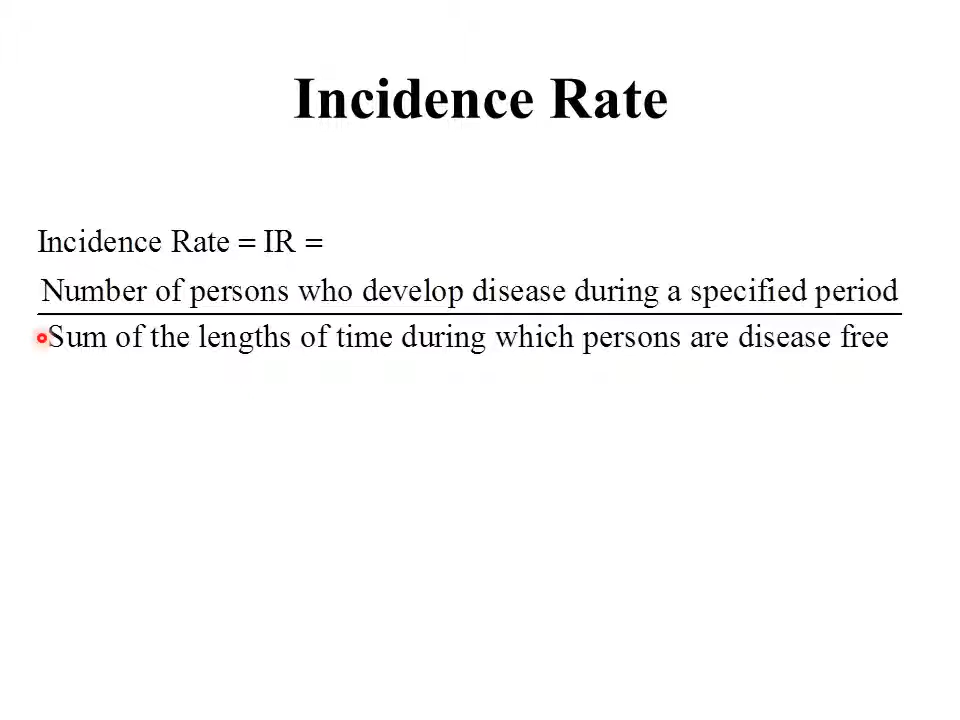 Incidence Rate
Incidence Rate = IR =
Number of persons who develop disease during a specified period
Sum of the lengths of time during which persons are disease free